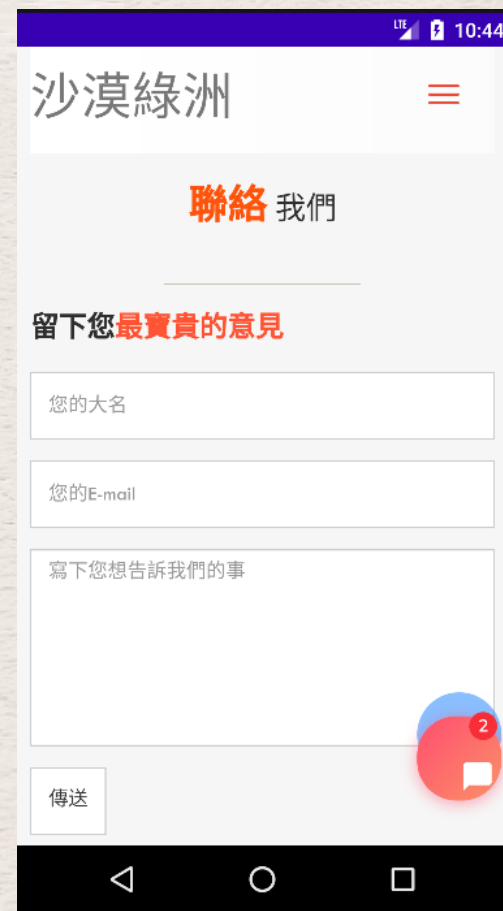 LTE 10:44
沙漠綠洲
聯絡 我們
留下您最寶貴的意見
您的大名
您的E-mail
寫下您想告訴我們的事
2
傳送